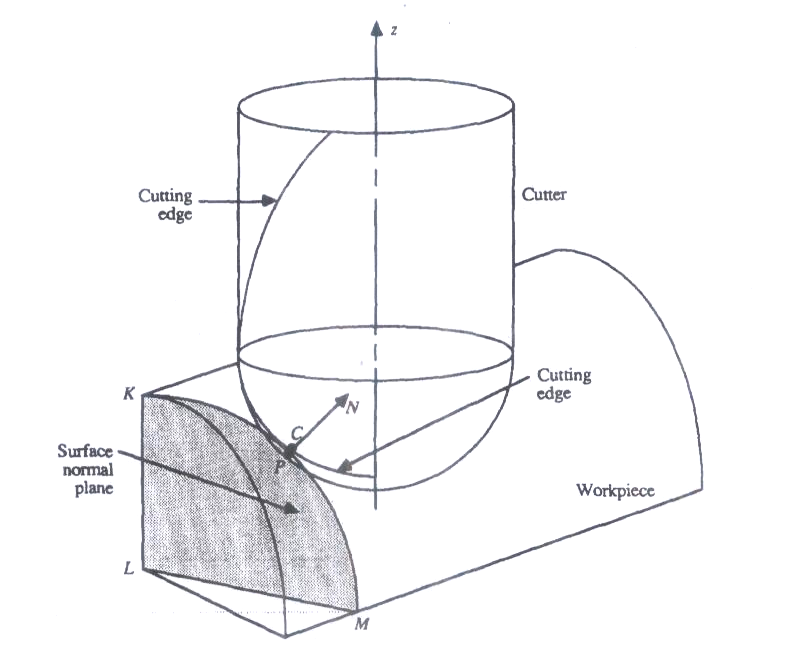 z
Cutting
edge
Cutter
Cutting
edge
K
N
C
P
Surface
normal
plane
Workpiece
L
M